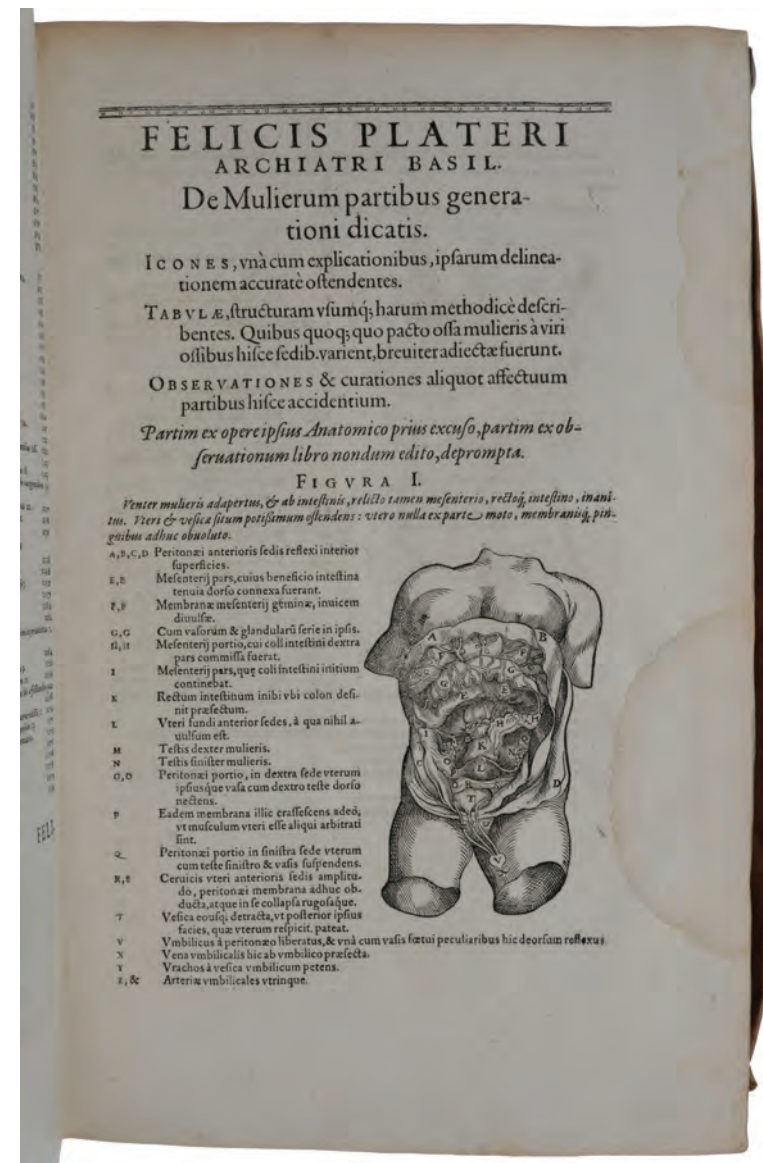 FELICIS PLATERI
ARCHIATRI BASIL.
De Mulierum partibus genera-
tioni dicatis.
ICONES, vnà cum explicationibus, ipſarum delinea-
tionem accuratè oſtendentes.
TABVLÆ, ſtructuram vſumq́; harum methodicè deſcri-
bentes. Quibus quoq; quo pacto oſſa mulieris à viri
oſſibus hiſce ſedib. varient, breuiter adiectæ fuerunt.
OBSERVATIONES & curationes aliquot affectuum
partibus hiſce accidentium.
Partim ex opere ipſius Anatomico prius excuſo, partim ex ob-
ſeruationum libro nondum edito, deprompta.
FIGVRA I.
Venter mulieris adapertus, & ab inteſtinis, relicto tamen meſenterio, rectoq́; inteſtino, inani-
tus. Vteri & veſicæ ſitum potiſsimum oſtendens: vtero nulla ex parte moto, membranisq́; pin-
guibus adhuc obuoluto.
A,B,C,D Peritonæi anterioris ſedis reflexi interior
ſuperficies.
E,E Meſenterij pars, cuius beneficio inteſtina
tenuia dorſo connexa fuerant.
F,F Membranæ meſenterij geminæ, inuicem
diuulſæ.
G,G Cum vaſorum & glandularũ ſerie in ipſis.
H,H Meſenterij portio, cui coli inteſtini dextra
pars commiſſa fuerat.
I Meſenterij pars, quę coli inteſtini initium
continebat.
K Rectum inteſtinum inibi vbi colon deſi-
nit præſectum.
L Vteri fundi anterior ſedes, à qua nihil a-
uulſum eſt.
M Teſtis dexter mulieris.
N Teſtis ſiniſter mulieris.
O,O Peritonæi portio, in dextra ſede vterum
ipſiusque vaſa cum dextro teſte dorſo
nectens.
P Eadem membrana illic craſſeſcens adeò,
vt muſculum vteri eſſe aliqui arbitrati
ſint.
Q Peritonæi portio in ſiniſtra ſede vterum
cum teſte ſiniſtro & vaſis ſuſpendens.
R,S Ceruicis vteri anterioris ſedis amplitu-
do, peritonæi membrana adhuc ob-
ducta, atque in ſe collapſa rugoſaque.
T Veſica eouſq; detracta, vt poſterior ipſius
facies, quæ vterum reſpicit, pateat.
V Vmbilicus à peritonæo liberatus, & vnà cum vaſis fœtui peculiaribus hic deorſum reflexus.
X Vena vmbilicalis hic ab vmbilico præſecta.
Y Vrachos à veſica vmbilicum petens.
Z,& Arteriæ vmbilicales vtrinque.